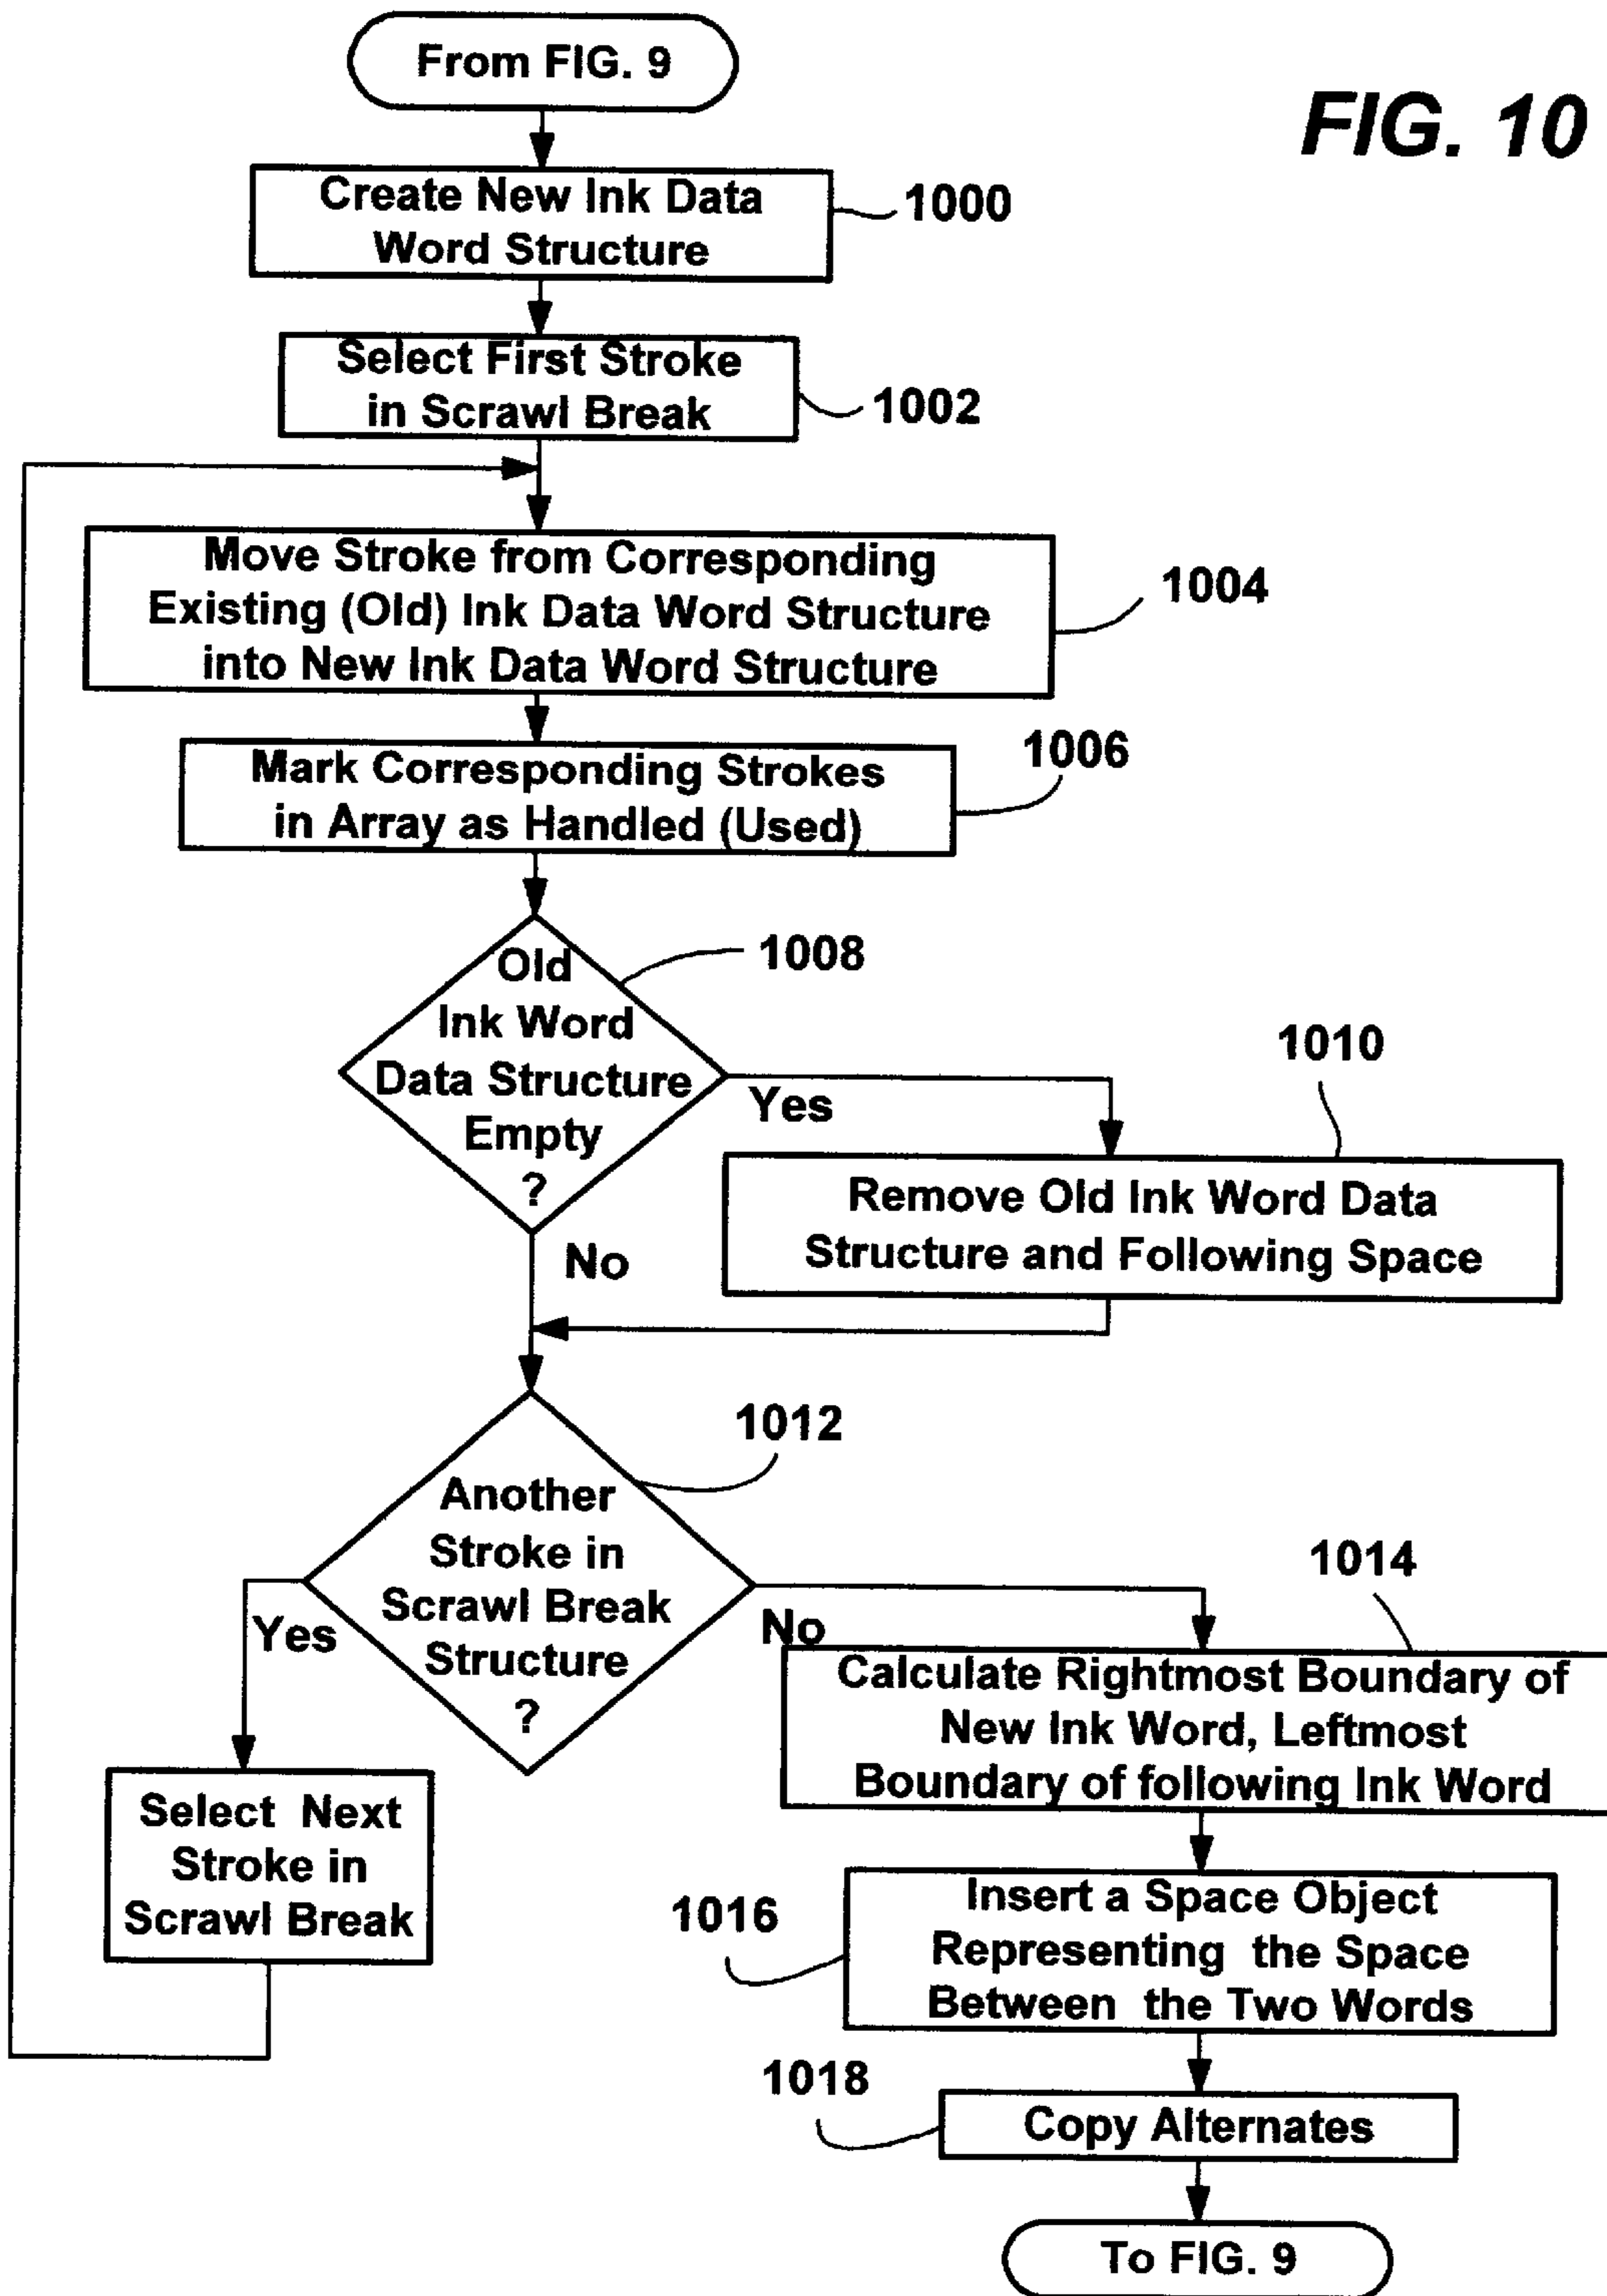 From FIG. 9
FIG. 10
Create New Ink Data
Word Structure
1000
Select First Stroke
in Scrawl Break
1002
Move Stroke from Corresponding
Existing (Old) Ink Data Word Structure
into New Ink Data Word Structure
1004
Mark Corresponding Strokes
in Array as Handled (Used)
1006
Old
Ink Word
Data Structure
Empty
?
1008
Yes
No
1010
Remove Old Ink Word Data
Structure and Following Space
1012
Another
Stroke in
Scrawl Break
Structure
?
Yes
No
Select Next
Stroke in
Scrawl Break
1014
Calculate Rightmost Boundary of
New Ink Word, Leftmost
Boundary of following Ink Word
1016
Insert a Space Object
Representing the Space
Between the Two Words
1018
Copy Alternates
To FIG. 9